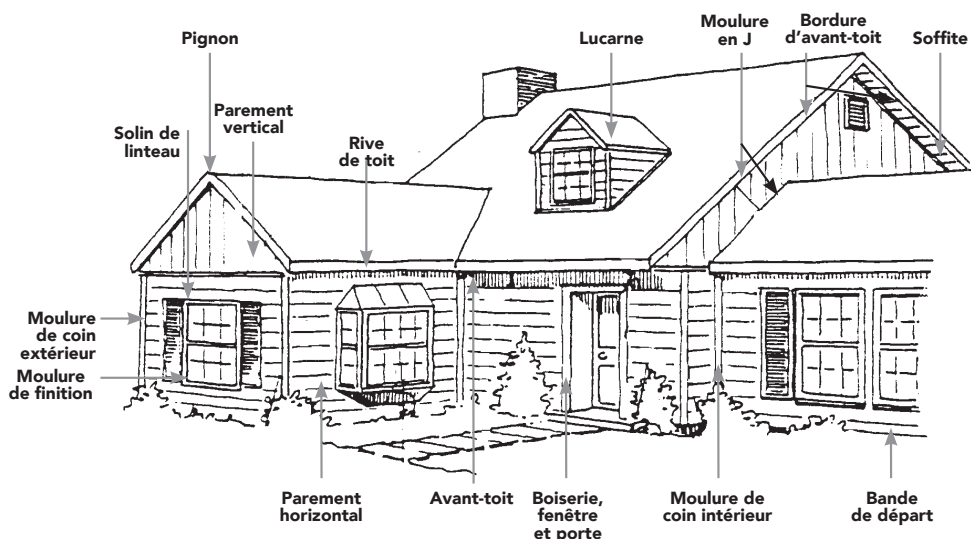 Pignon
Lucarne
Moulure
en J
Bordure
d'avant-toit
Soffite
Parement
vertical
Solin de
linteau
Rive
de toit
Moulure
de coin
extérieur
Moulure
de finition
Parement
horizontal
Avant-toit
Boiserie,
fenêtre
et porte
Moulure de
coin intérieur
Bande
de départ